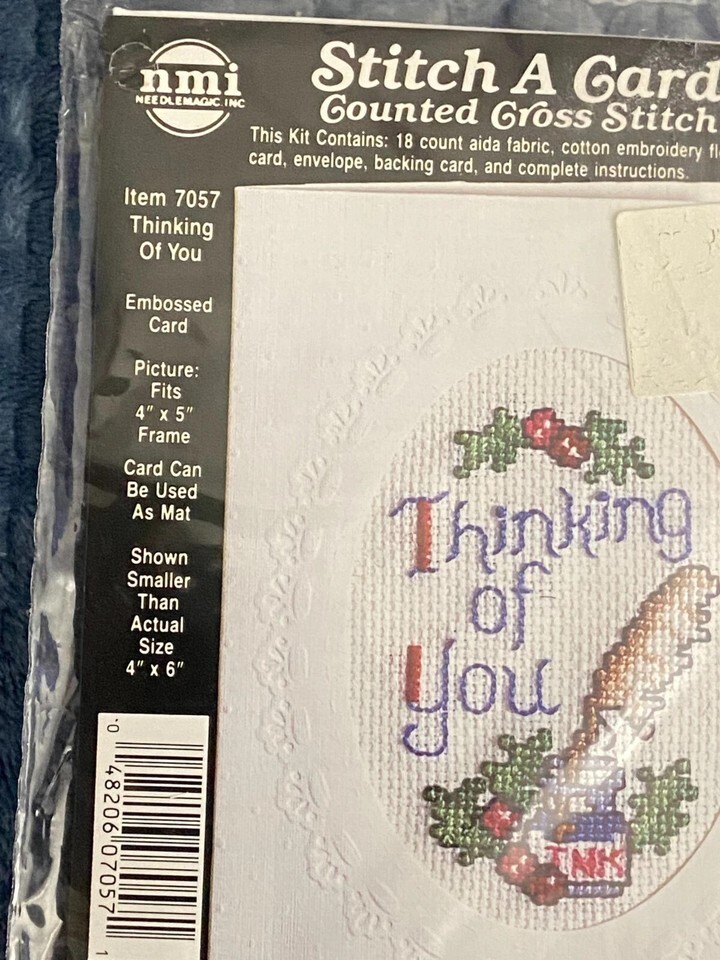 nmi
NEEDLEMAGIC, INC
Stitch A Card
Counted Cross Stitch
This Kit Contains: 18 count aida fabric, cotton embroidery fl
card, envelope, backing card, and complete instructions.
Item 7057
Thinking
Of You
Embossed
Card
Picture:
Fits
4" x 5"
Frame
Card Can
Be Used
As Mat
Shown
Smaller
Than
Actual
Size
4" x 6"
Thinking
of
You
INK
0 48206 07057 1